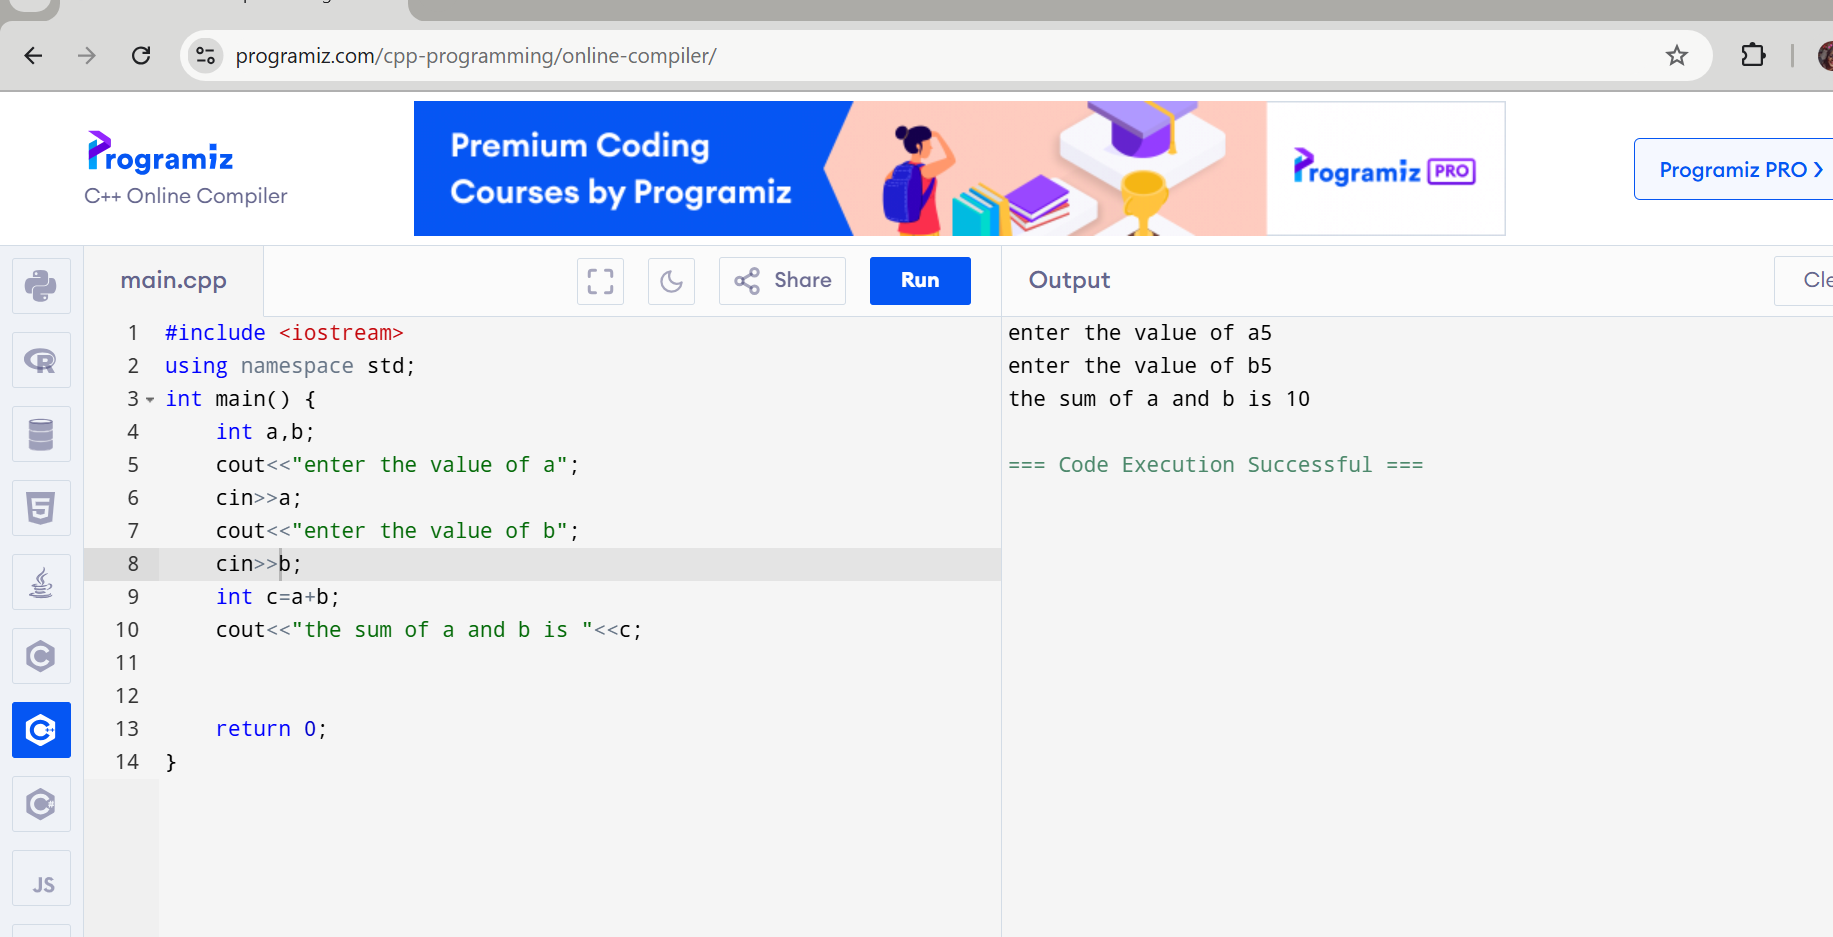 programiz.com/cpp-programming/online-compiler/
Programiz
C++ Online Compiler
Premium Coding
Courses by Programiz
Programiz PRO
Programiz PRO
main.cpp
Share
Run
Output
1 #include <iostream>
2 using namespace std;
3 int main() {
4 int a,b;
5 cout<<"enter the value of a";
6 cin>>a;
7 cout<<"enter the value of b";
8 cin>>b;
9 int c=a+b;
10 cout<<"the sum of a and b is "<<c;
11
12
13 return 0;
14 }
enter the value of a5
enter the value of b5
the sum of a and b is 10
=== Code Execution Successful ===
JS